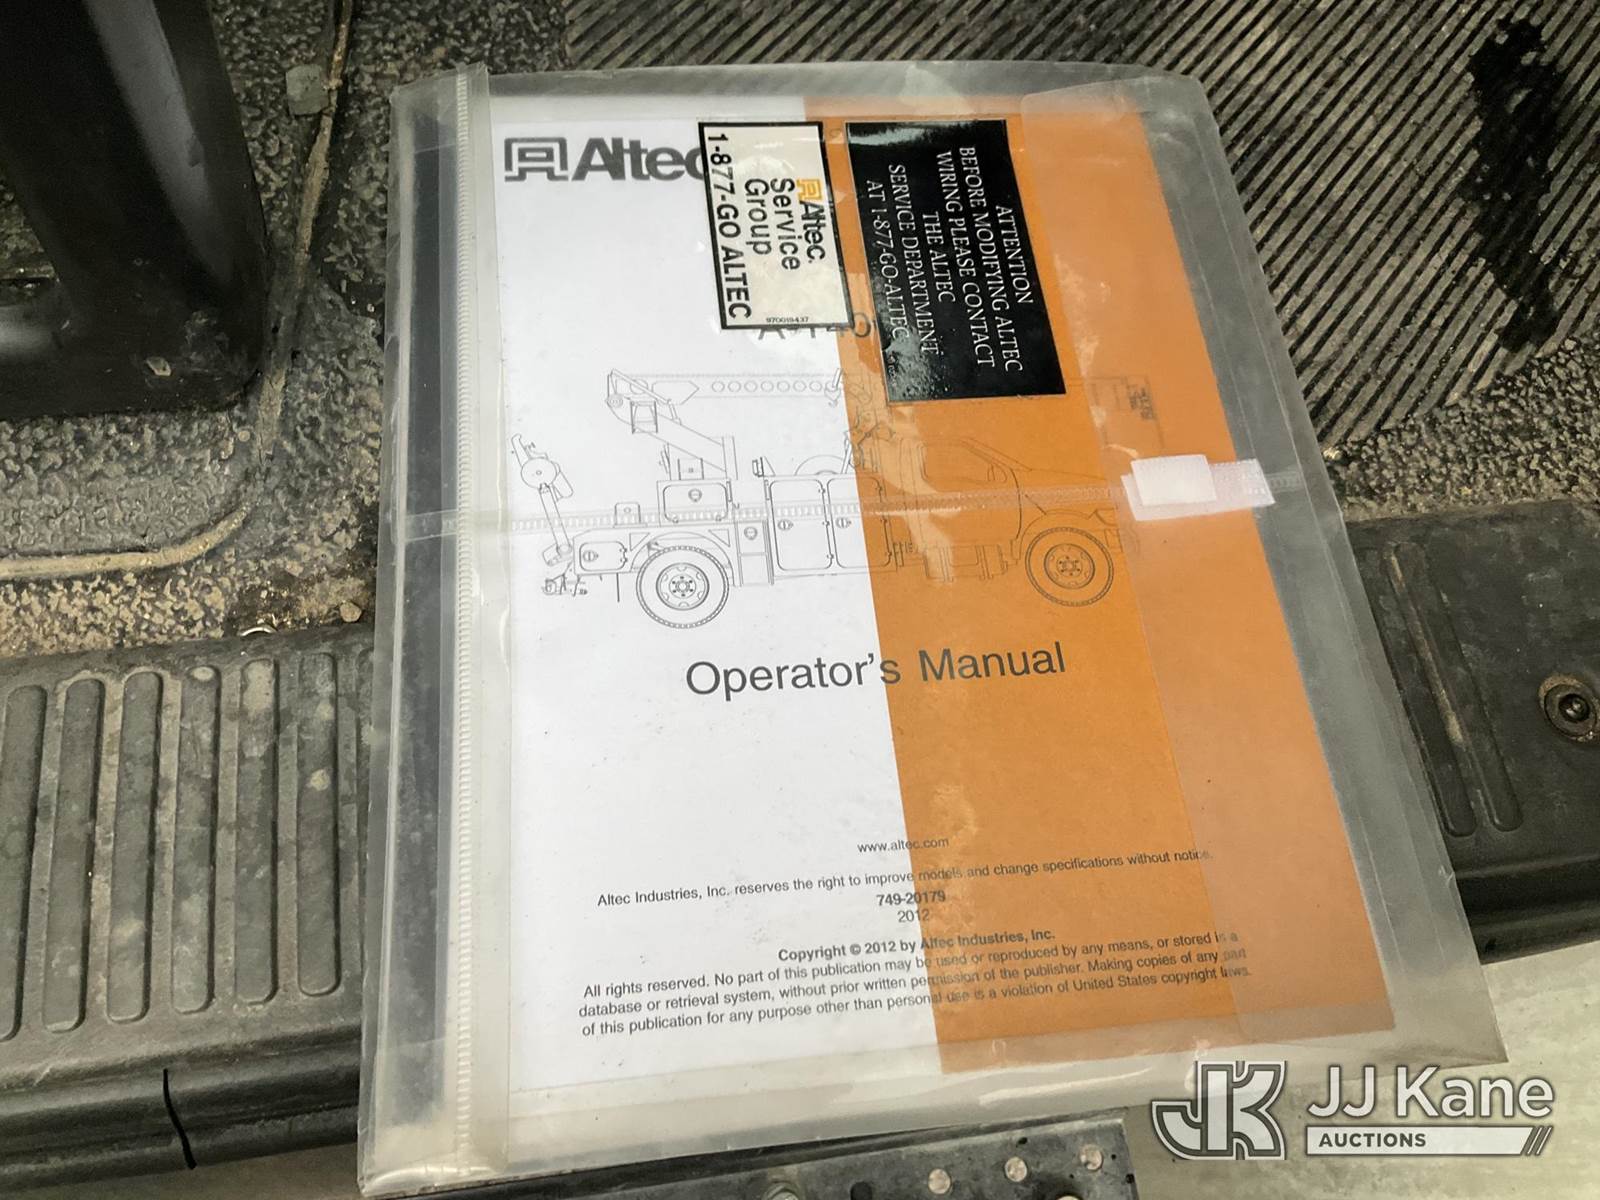 Altec
Altec.
Service
Group
1-877-GO ALTEC
970019437
ATTENTION
BEFORE MODIFYING ALTEC
WIRING PLEASE CONTACT
THE ALTEC
SERVICE DEPARTMENT
AT 1-877-GO-ALTEC
Operator's Manual
www.altec.com
Altec Industries, Inc. reserves the right to improve models and change specifications without notice.
749-20179
2012
Copyright © 2012 by Altec Industries, Inc.
All rights reserved. No part of this publication may be used or reproduced by any means, or stored in a
database or retrieval system, without prior written permission of the publisher. Making copies of any part
of this publication for any purpose other than personal use is a violation of United States copyright laws.
JK JJ Kane
AUCTIONS